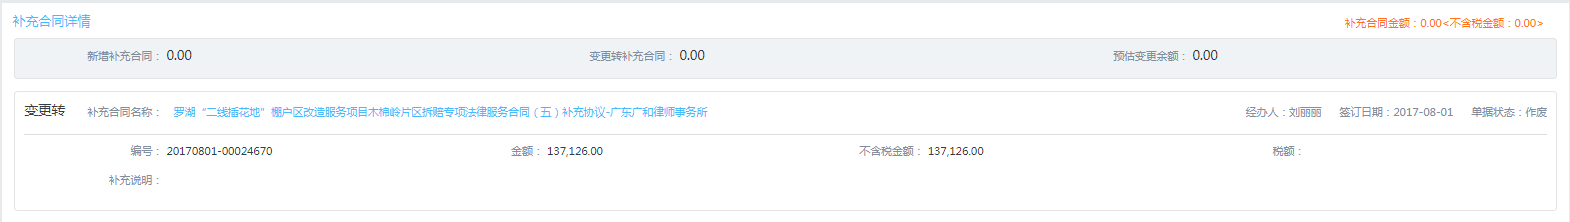 补充合同详情
补充合同金额：0.00<不含税金额：0.00>
新增补充合同： 0.00 变更转补充合同： 0.00 预估变更余额： 0.00
变更转 补充合同名称： 罗湖“二线插花地”棚户区改造服务项目木棉岭片区拆赔专项法律服务合同（五）补充协议-广东广和律师事务所 经办人：刘丽丽 签订日期：2017-08-01 单据状态：作废
编号： 20170801-00024670 金额： 137,126.00 不含税金额： 137,126.00 税额：
补充说明：